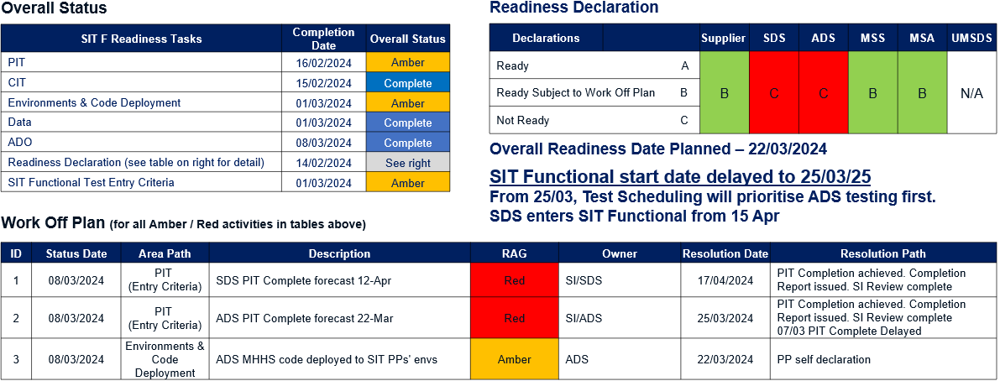 Overall Status
SIT F Readiness Tasks Completion Date Overall Status
PIT 16/02/2024 Amber
CIT 15/02/2024 Complete
Environments & Code Deployment 01/03/2024 Amber
Data 01/03/2024 Complete
ADO 08/03/2024 Complete
Readiness Declaration (see table on right for detail) 14/02/2024 See right
SIT Functional Test Entry Criteria 01/03/2024 Amber
Readiness Declaration
Declarations Supplier SDS ADS MSS MSA UMSDS
Ready A
Ready Subject to Work Off Plan B B C C B B N/A
Not Ready C
Overall Readiness Date Planned – 22/03/2024
SIT Functional start date delayed to 25/03/25
From 25/03, Test Scheduling will prioritise ADS testing first.
SDS enters SIT Functional from 15 Apr
Work Off Plan (for all Amber / Red activities in tables above)
ID Status Date Area Path Description RAG Owner Resolution Date Resolution Path
1 08/03/2024 PIT
(Entry Criteria)
SDS PIT Complete forecast 12-Apr Red SI/SDS 17/04/2024 PIT Completion achieved. Completion
Report issued. SI Review complete
2 08/03/2024 PIT
(Entry Criteria)
ADS PIT Complete forecast 22-Mar Red SI/ADS 25/03/2024 PIT Completion achieved. Completion
Report issued. SI Review complete
07/03 PIT Complete Delayed
3 08/03/2024 Environments &
Code
Deployment
ADS MHHS code deployed to SIT PPs' envs Amber ADS 22/03/2024 PP self declaration